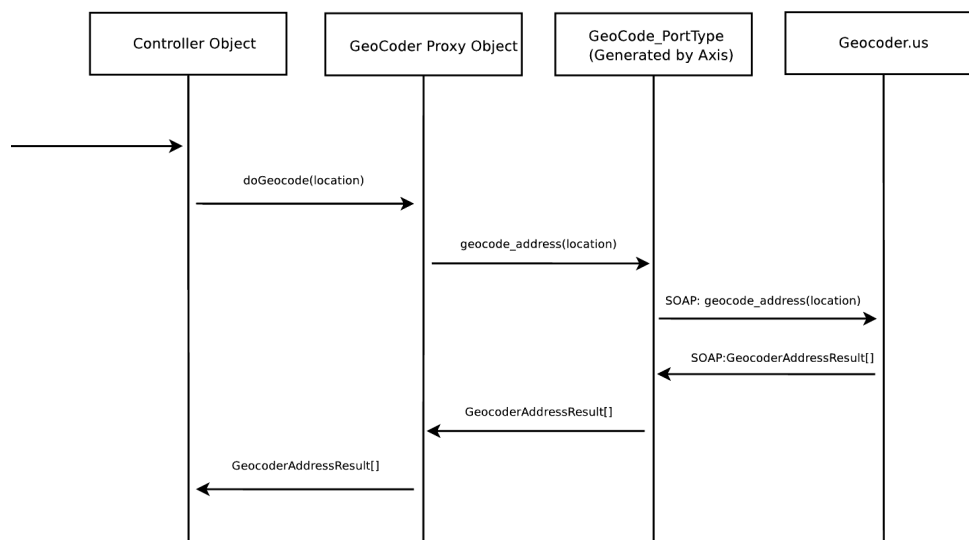 Controller Object
GeoCoder Proxy Object
GeoCode_PortType
(Generated by Axis)
Geocoder.us
doGeocode(location)
geocode_address(location)
SOAP: geocode_address(location)
SOAP:GeocoderAddressResult[]
GeocoderAddressResult[]
GeocoderAddressResult[]